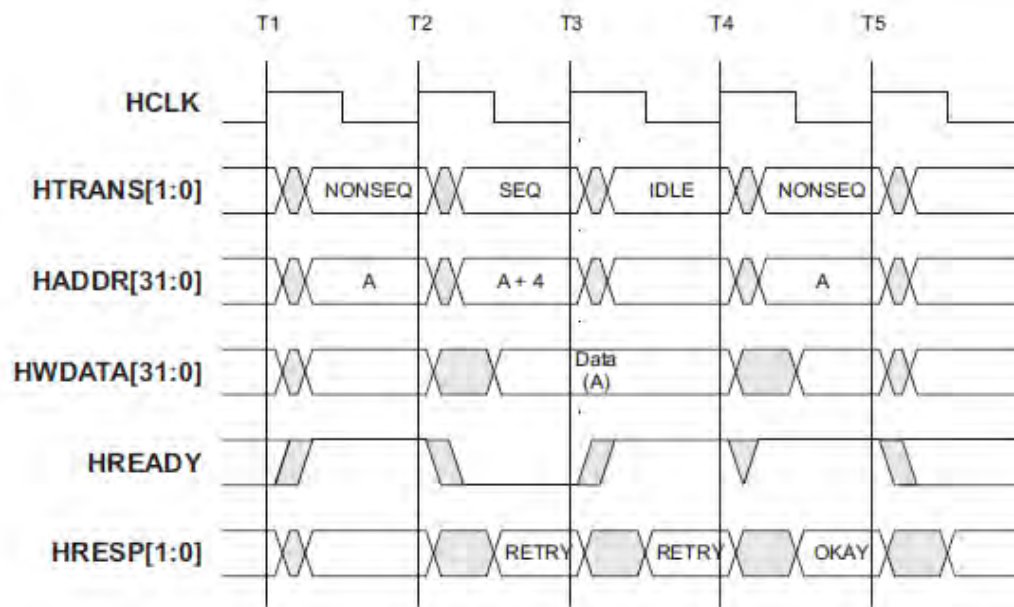 T1 T2 T3 T4 T5
HCLK
HTRANS[1:0] NONSEQ SEQ IDLE NONSEQ
HADDR[31:0] A A + 4 A
HWDATA[31:0] Data
(A)
HREADY
HRESP[1:0] RETRY RETRY OKAY